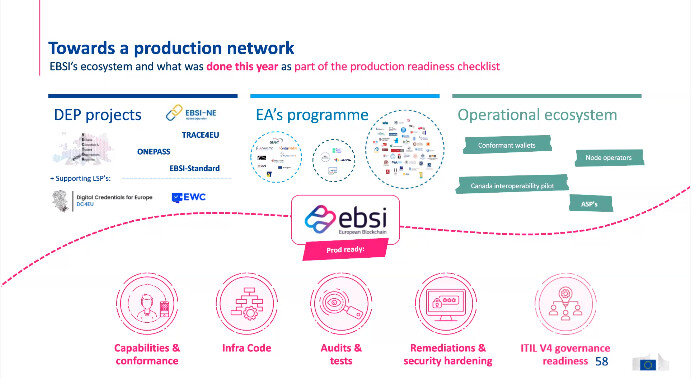 Towards a production network
EBSI's ecosystem and what was done this year as part of the production readiness checklist
DEP projects
EBSI-NE
TRACE4EU
ONEPASS
EBSI-Standard
+ Supporting LSP's:
Digital Credentials for Europe
DC4EU
EWC
EA's programme
Operational ecosystem
Conformant wallets
Node operators
Canada interoperability pilot
ASP's
ebsi
European Blockchain
Prod ready!
Capabilities &
conformance
Infra Code
Audits &
tests
Remediations &
security hardening
ITIL V4 governance
readiness
58